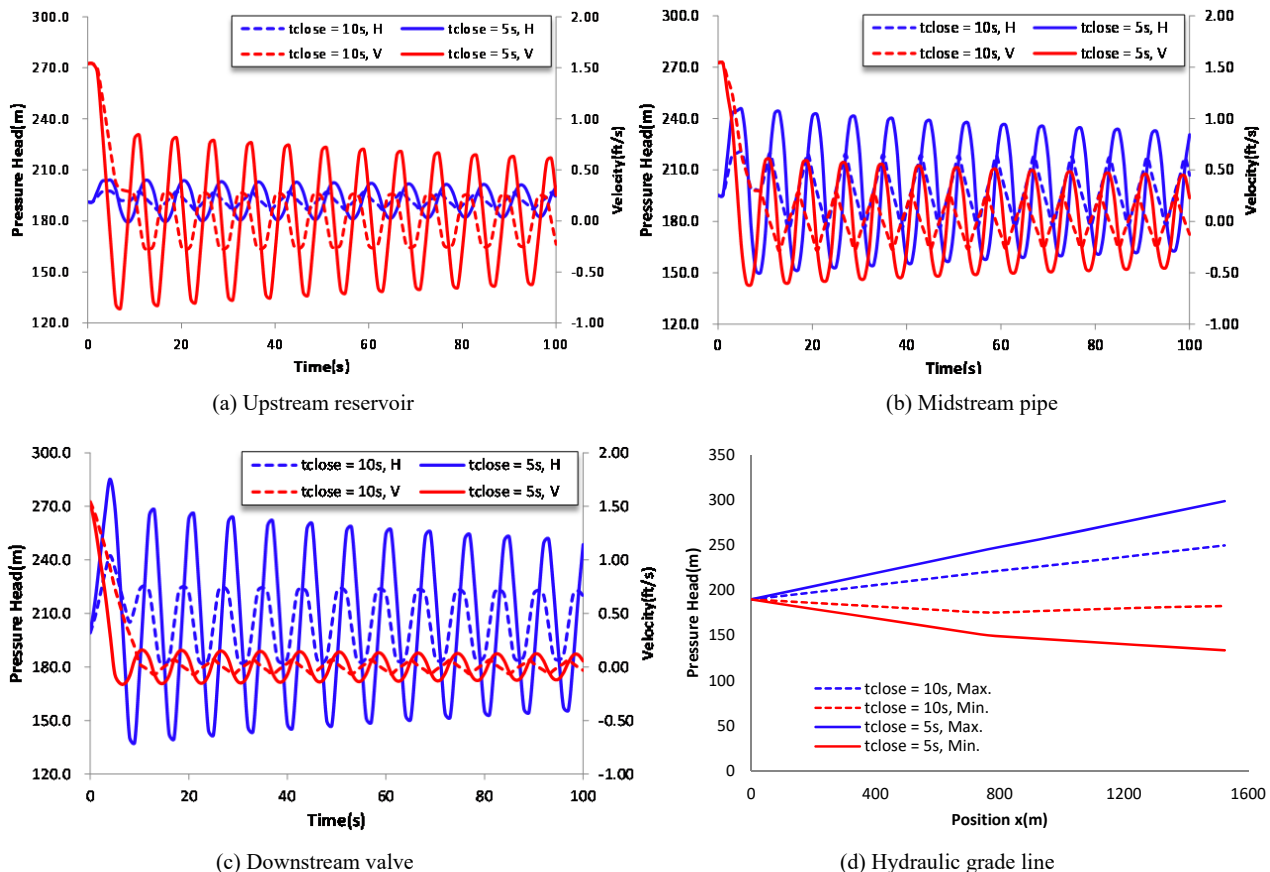 300.0
270.0
240.0
210.0
180.0
150.0
120.0
Pressure Head(m)
2.00
1.50
1.00
0.50
0.00
-0.50
-1.00
Velocity(ft/s)
tclose = 10s, H
tclose = 5s, H
tclose = 10s, V
tclose = 5s, V
0 20 40 60 80 100
Time(s)
(a) Upstream reservoir
300.0
270.0
240.0
210.0
180.0
150.0
120.0
Pressure Head(m)
2.00
1.50
1.00
0.50
0.00
-0.50
-1.00
Velocity(ft/s)
tclose = 10s, H
tclose = 5s, H
tclose = 10s, V
tclose = 5s, V
0 20 40 60 80 100
Time(s)
(b) Midstream pipe
300.0
270.0
240.0
210.0
180.0
150.0
120.0
Pressure Head(m)
2.00
1.50
1.00
0.50
0.00
-0.50
-1.00
Velocity(ft/s)
tclose = 10s, H
tclose = 5s, H
tclose = 10s, V
tclose = 5s, V
0 20 40 60 80 100
Time(s)
(c) Downstream valve
350
300
250
200
150
100
50
0
Pressure Head(m)
tclose = 10s, Max.
tclose = 10s, Min.
tclose = 5s, Max.
tclose = 5s, Min.
0 400 800 1200 1600
Position x(m)
(d) Hydraulic grade line